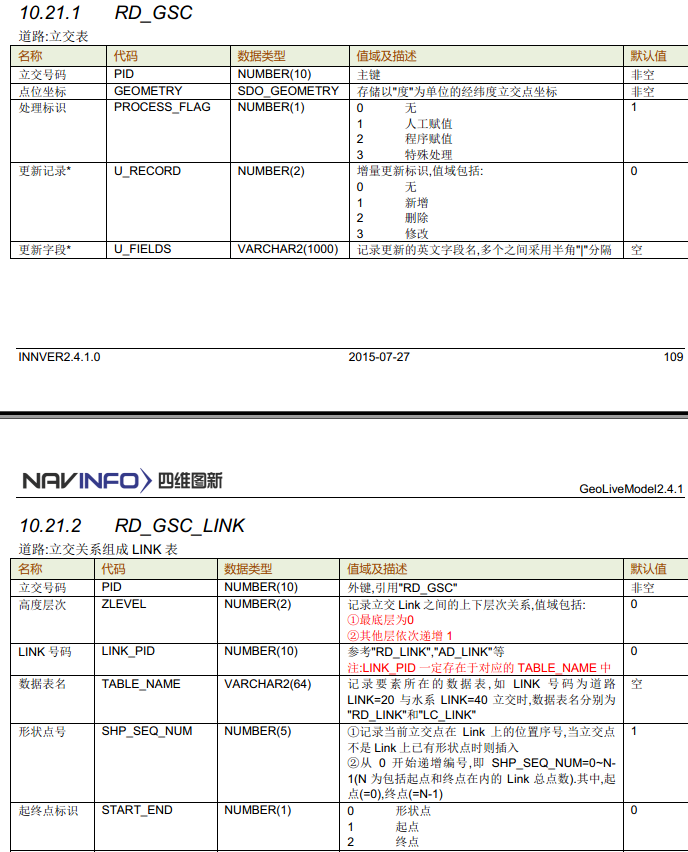 10.21.1 RD_GSC
道路:立交表
名称 代码 数据类型 值域及描述 默认值
立交号码 PID NUMBER(10) 主键 非空
点位坐标 GEOMETRY SDO_GEOMETRY 存储以"度"为单位的经纬度立交点坐标 非空
处理标识 PROCESS_FLAG NUMBER(1) 0 无 1
1 人工赋值
2 程序赋值
3 特殊处理
更新记录* U_RECORD NUMBER(2) 增量更新标识,值域包括: 0
0 无
1 新增
2 删除
3 修改
更新字段* U_FIELDS VARCHAR2(1000) 记录更新的英文字段名,多个之间采用半角"|"分隔 空
INNVER2.4.1.0 2015-07-27 109
NAVINFO 四维图新
GeoLiveModel2.4.1
10.21.2 RD_GSC_LINK
道路:立交关系组成 LINK 表
名称 代码 数据类型 值域及描述 默认值
立交号码 PID NUMBER(10) 外键,引用"RD_GSC" 非空
高度层次 ZLEVEL NUMBER(2) 记录立交 Link 之间的上下层次关系,值域包括: 0
①最底层为0
②其他层依次递增 1
LINK 号码 LINK_PID NUMBER(10) 参考"RD_LINK","AD_LINK"等 0
注:LINK_PID 一定存在于对应的 TABLE_NAME 中
数据表名 TABLE_NAME VARCHAR2(64) 记录要素所在的数据表,如 LINK 号码为道路 空
LINK=20 与水系 LINK=40 立交时,数据表名分别为
"RD_LINK"和"LC_LINK"
形状点号 SHP_SEQ_NUM NUMBER(5) ①记录当前立交点在 Link 上的位置序号,当立交点 1
不是 Link 上已有形状点时则插入
②从 0 开始递增编号,即 SHP_SEQ_NUM=0~N-
1(N 为包括起点和终点在内的 Link 总点数).其中,起
点(=0),终点(=N-1)
起终点标识 START_END NUMBER(1) 0 形状点 0
1 起点
2 终点